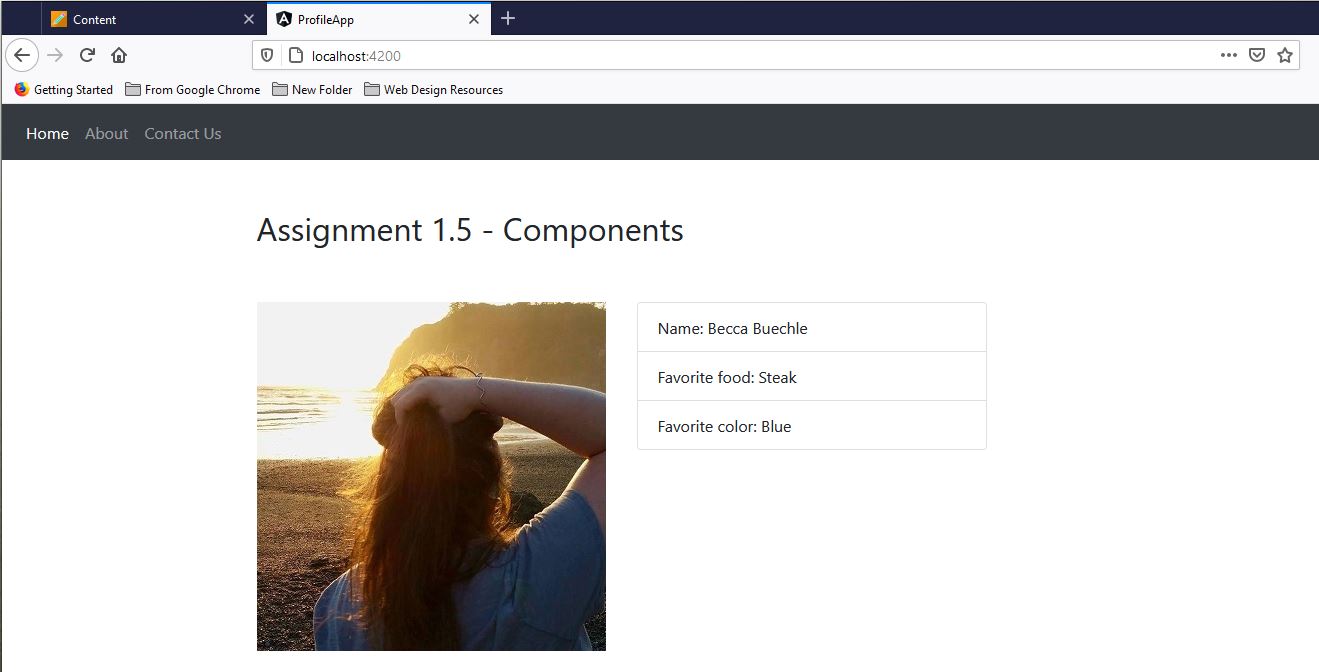 Content
ProfileApp
localhost:4200
Getting Started From Google Chrome New Folder Web Design Resources
Home About Contact Us
Assignment 1.5 - Components
Name: Becca Buechle
Favorite food: Steak
Favorite color: Blue